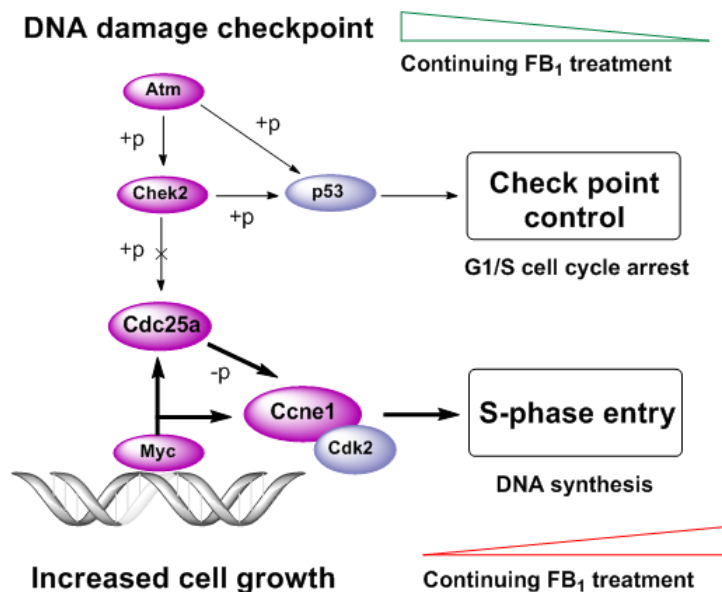 DNA damage checkpoint
Continuing FB₁ treatment
Atm
+p
+p
Chek2
+p
p53
Check point
control
G1/S cell cycle arrest
+p
Cdc25a
-p
Ccne1
Cdk2
S-phase entry
DNA synthesis
Myc
Increased cell growth
Continuing FB₁ treatment